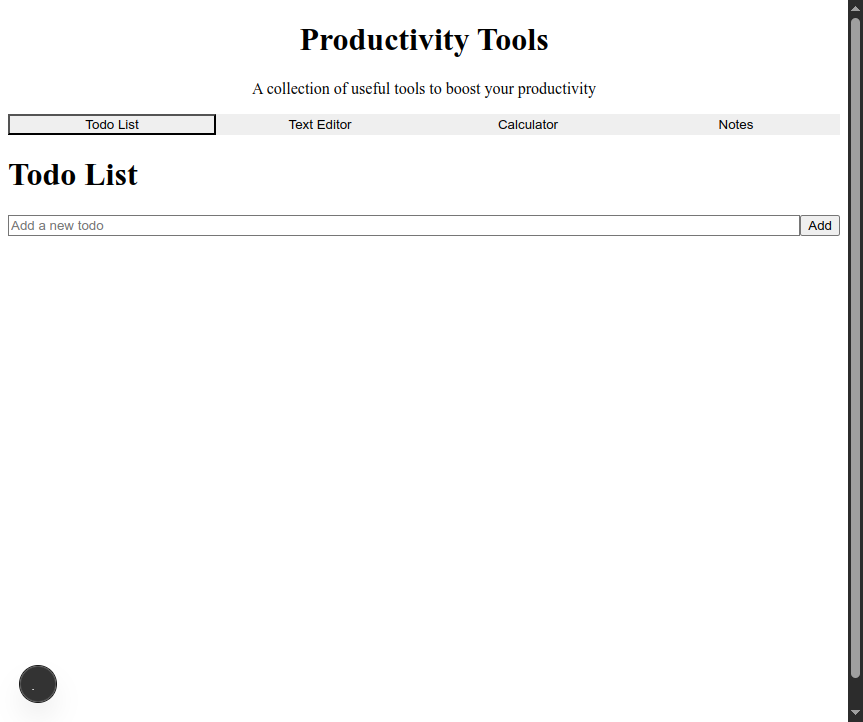 Productivity Tools
A collection of useful tools to boost your productivity
Todo List Text Editor Calculator Notes
Todo List
Add a new todo Add